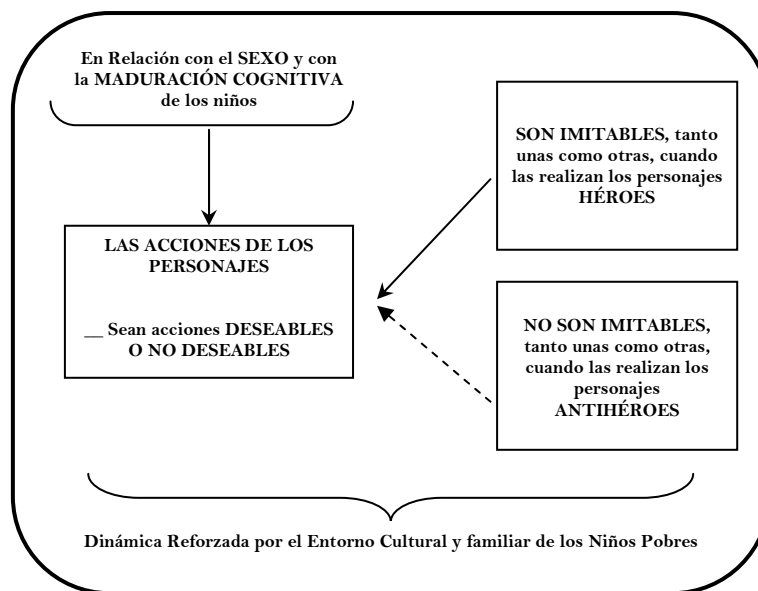 En Relación con el SEXO y con
la MADURACIÓN COGNITIVA
de los niños
SON IMITABLES, tanto
unas como otras, cuando
las realizan los personajes
HÉROES
LAS ACCIONES DE LOS
PERSONAJES
__ Sean acciones DESEABLES
O NO DESEABLES
NO SON IMITABLES,
tanto unas como otras,
cuando las realizan los
personajes
ANTIHÉROES
Dinámica Reforzada por el Entorno Cultural y familiar de los Niños Pobres